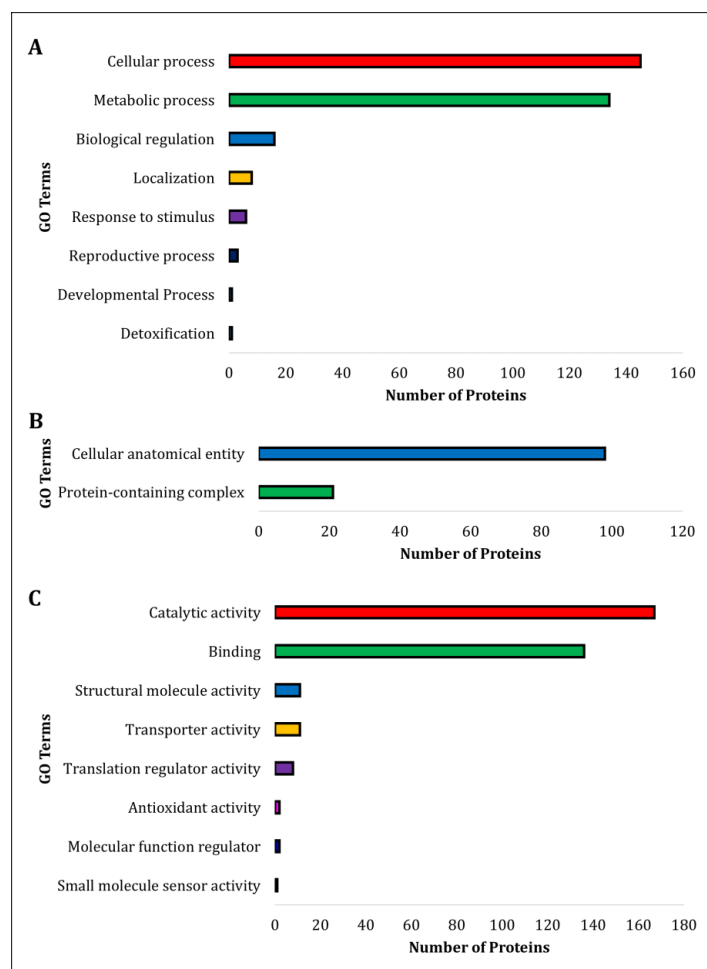 A
Cellular process
Metabolic process
Biological regulation
Localization
Response to stimulus
Reproductive process
Developmental Process
Detoxification
GO Terms
0 20 40 60 80 100 120 140 160
Number of Proteins
B
Cellular anatomical entity
Protein-containing complex
GO Terms
0 20 40 60 80 100 120
Number of Proteins
C
Catalytic activity
Binding
Structural molecule activity
Transporter activity
Translation regulator activity
Antioxidant activity
Molecular function regulator
Small molecule sensor activity
GO Terms
0 20 40 60 80 100 120 140 160 180
Number of Proteins